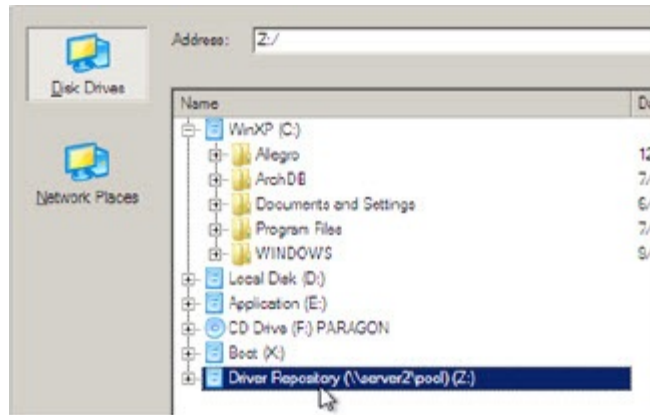 Address: Z:/
Disk Drives
Network Places
Name
WinXP (C:)
Allegro
12
ArchDB
7/
Documents and Settings
6/
Program Files
7/
WINDOWS
9/
Local Disk (D:)
Application (E:)
CD Drive (F:) PARAGON
Boot (X:)
Driver Repository (\\server2\pool) (Z:)